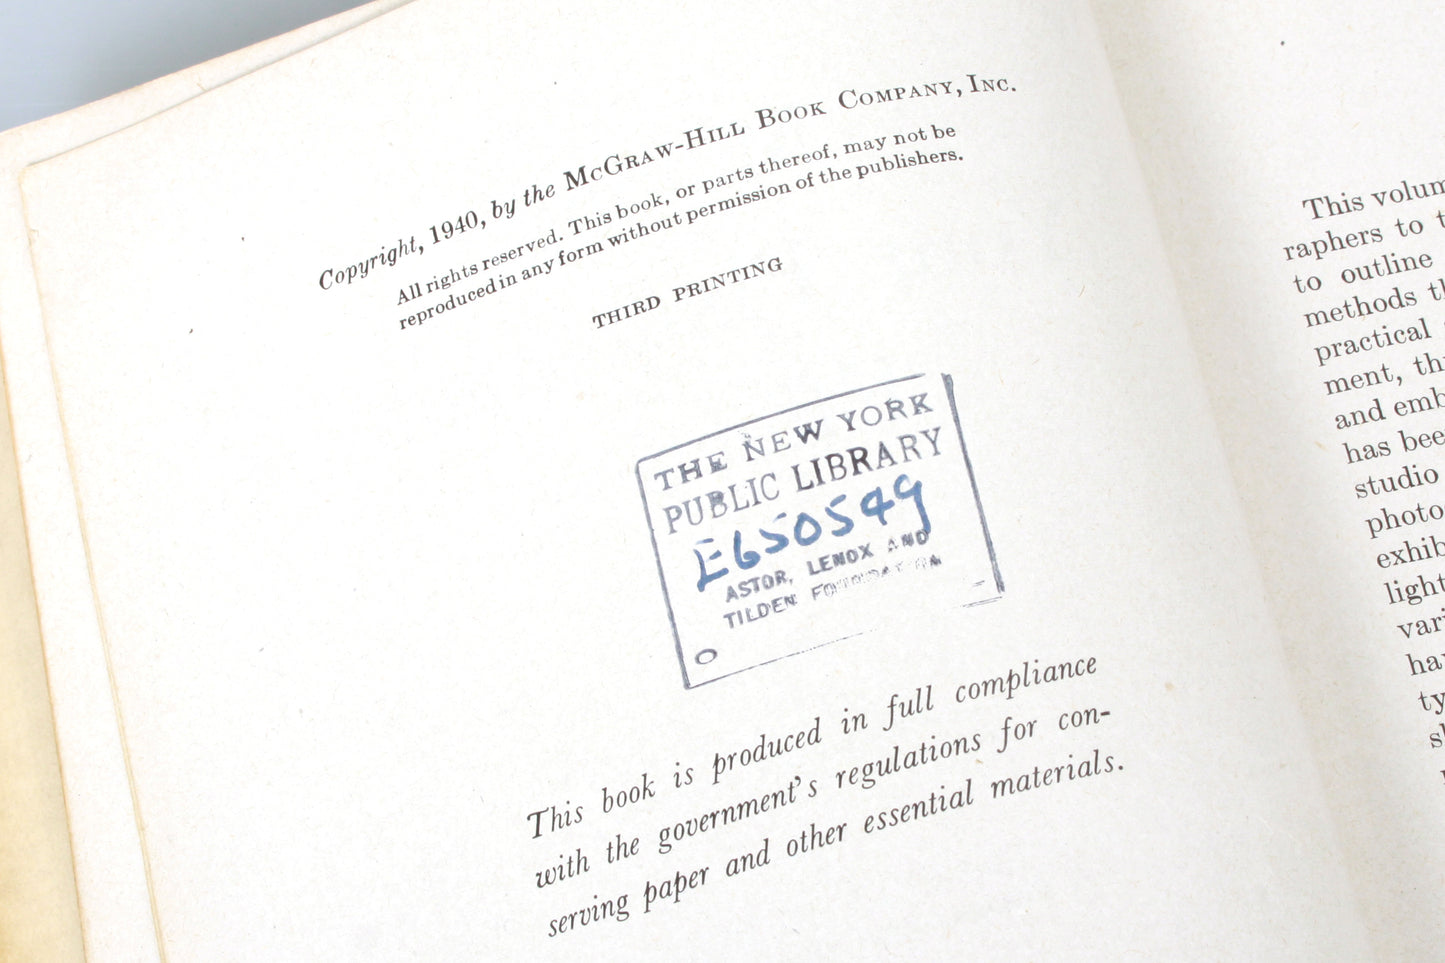 Copyright, 1940, by the McGraw-Hill Book Company, Inc.
All rights reserved. This book, or parts thereof, may not be
reproduced in any form without permission of the publishers.
THIRD PRINTING
THE NEW YORK
PUBLIC LIBRARY
E650549
ASTOR, LENOX AND
TILDEN FOUNDATION
This book is produced in full compliance
with the government's regulations for con-
serving paper and other essential materials.
This volum
raphers to t
to outline
methods th
practical
ment, thi
and emb
has bee
studio
photo
exhib
light
vari
ha
ty
s